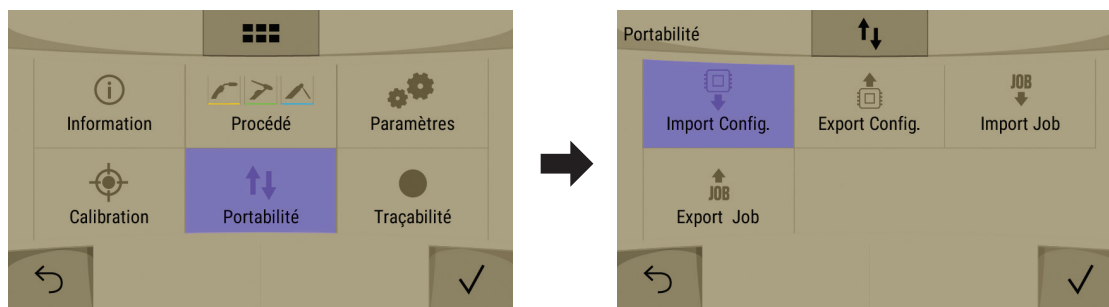 Information
Procédé
Paramètres
Calibration
Portabilité
Traçabilité
Portabilité
Import Config.
Export Config.
JOB
Import Job
JOB
Export Job